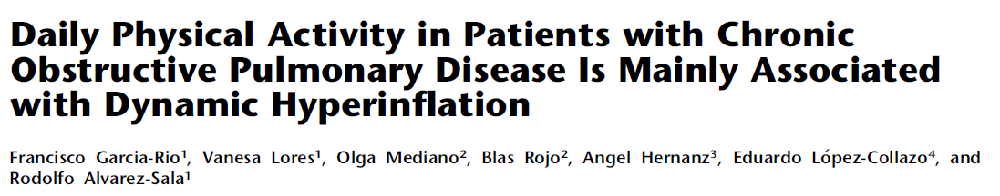 Daily Physical Activity in Patients with Chronic
Obstructive Pulmonary Disease Is Mainly Associated
with Dynamic Hyperinflation
Francisco Garcia-Rio¹, Vanesa Lores¹, Olga Mediano², Blas Rojo², Angel Hernanz³, Eduardo López-Collazo⁴, and
Rodolfo Alvarez-Sala¹